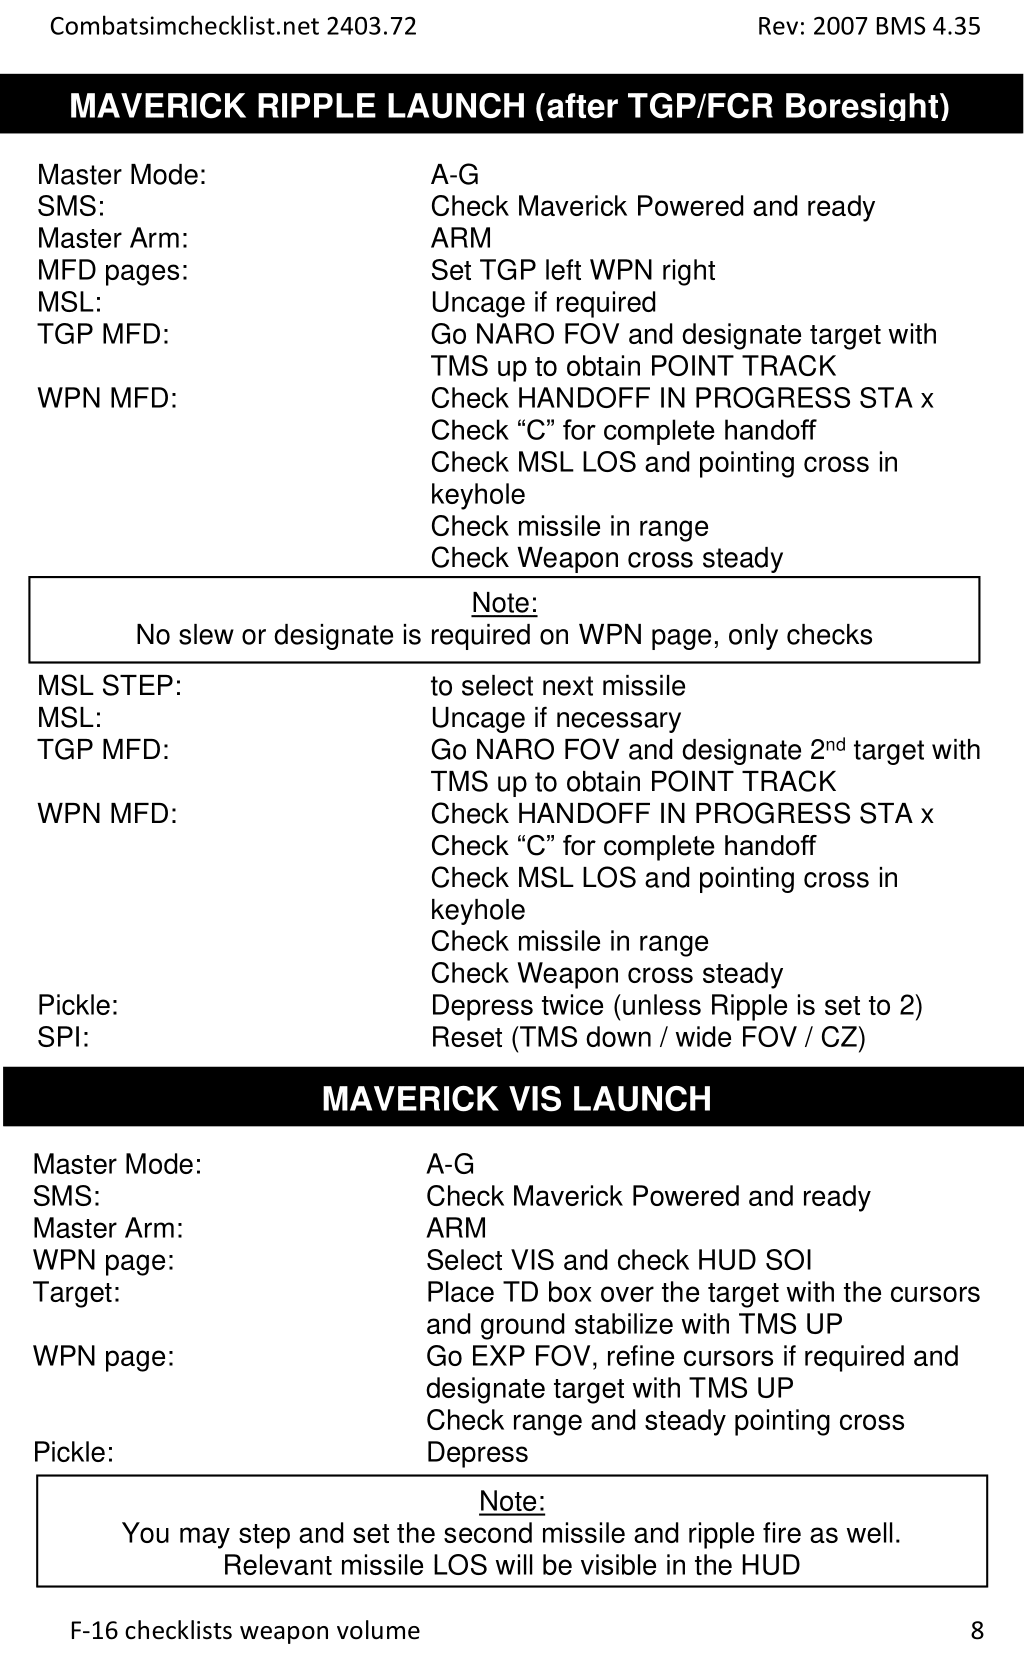 Combatsimchecklist.net 2403.72 Rev: 2007 BMS 4.35
MAVERICK RIPPLE LAUNCH (after TGP/FCR Boresight)
Master Mode: A-G
SMS: Check Maverick Powered and ready
Master Arm: ARM
MFD pages: Set TGP left WPN right
MSL: Uncage if required
TGP MFD: Go NARO FOV and designate target with
TMS up to obtain POINT TRACK
WPN MFD: Check HANDOFF IN PROGRESS STA x
Check “C” for complete handoff
Check MSL LOS and pointing cross in
keyhole
Check missile in range
Check Weapon cross steady
Note:
No slew or designate is required on WPN page, only checks
MSL STEP: to select next missile
MSL: Uncage if necessary
TGP MFD: Go NARO FOV and designate 2nd target with
TMS up to obtain POINT TRACK
WPN MFD: Check HANDOFF IN PROGRESS STA x
Check “C” for complete handoff
Check MSL LOS and pointing cross in
keyhole
Check missile in range
Check Weapon cross steady
Pickle: Depress twice (unless Ripple is set to 2)
SPI: Reset (TMS down / wide FOV / CZ)
MAVERICK VIS LAUNCH
Master Mode: A-G
SMS: Check Maverick Powered and ready
Master Arm: ARM
WPN page: Select VIS and check HUD SOI
Target: Place TD box over the target with the cursors
and ground stabilize with TMS UP
WPN page: Go EXP FOV, refine cursors if required and
designate target with TMS UP
Check range and steady pointing cross
Pickle: Depress
Note:
You may step and set the second missile and ripple fire as well.
Relevant missile LOS will be visible in the HUD
F-16 checklists weapon volume 8